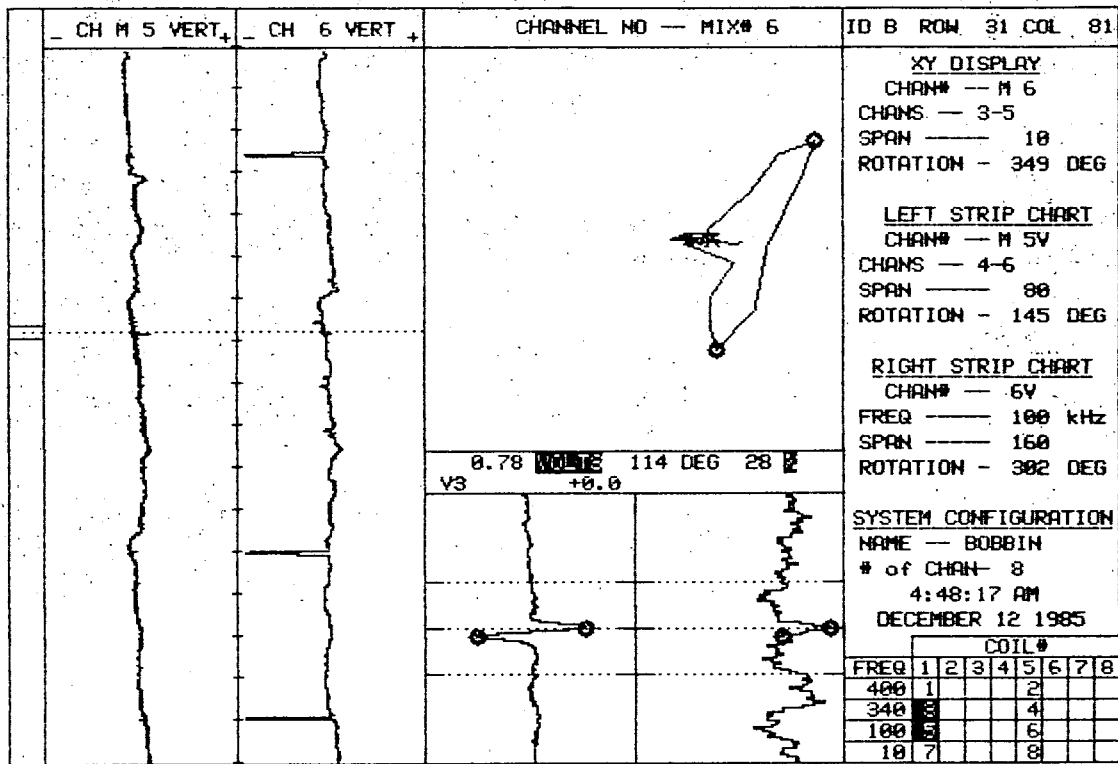 _ CH M 5 VERT +
_ CH 6 VERT +
CHANNEL NO -- MIX# 6
ID B ROW 31 COL 81
XY DISPLAY
CHAN# -- M 6
CHANS -- 3-5
SPAN ----- 10
ROTATION - 349 DEG
LEFT STRIP CHART
CHAN# -- M 5V
CHANS -- 4-6
SPAN ---- 80
ROTATION - 145 DEG
RIGHT STRIP CHART
CHAN# -- 6V
FREQ ----- 100 kHz
SPAN ---- 160
ROTATION - 302 DEG
0.78 VOLTS 114 DEG 28
V3 +0.0
SYSTEM CONFIGURATION
NAME -- BOBBIN
# of CHAN- 8
4:48:17 AM
DECEMBER 12 1985
COIL#
FREQ 1 2 3 4 5 6 7 8
400 1 2
340 4
100 6
10 7 8